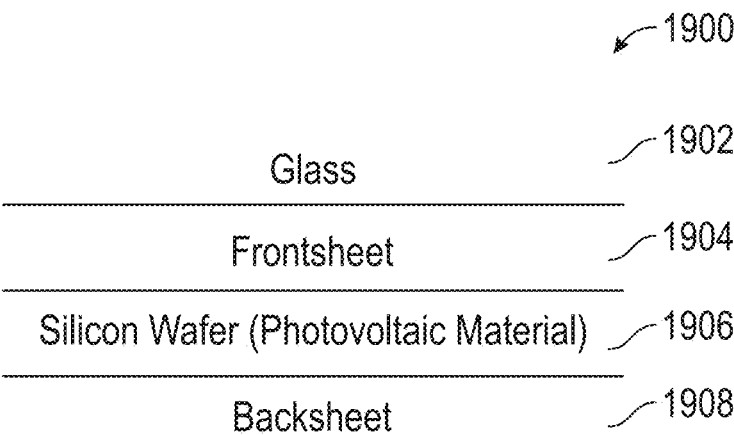 1900
Glass 1902
Frontsheet 1904
Silicon Wafer (Photovoltaic Material) 1906
Backsheet 1908